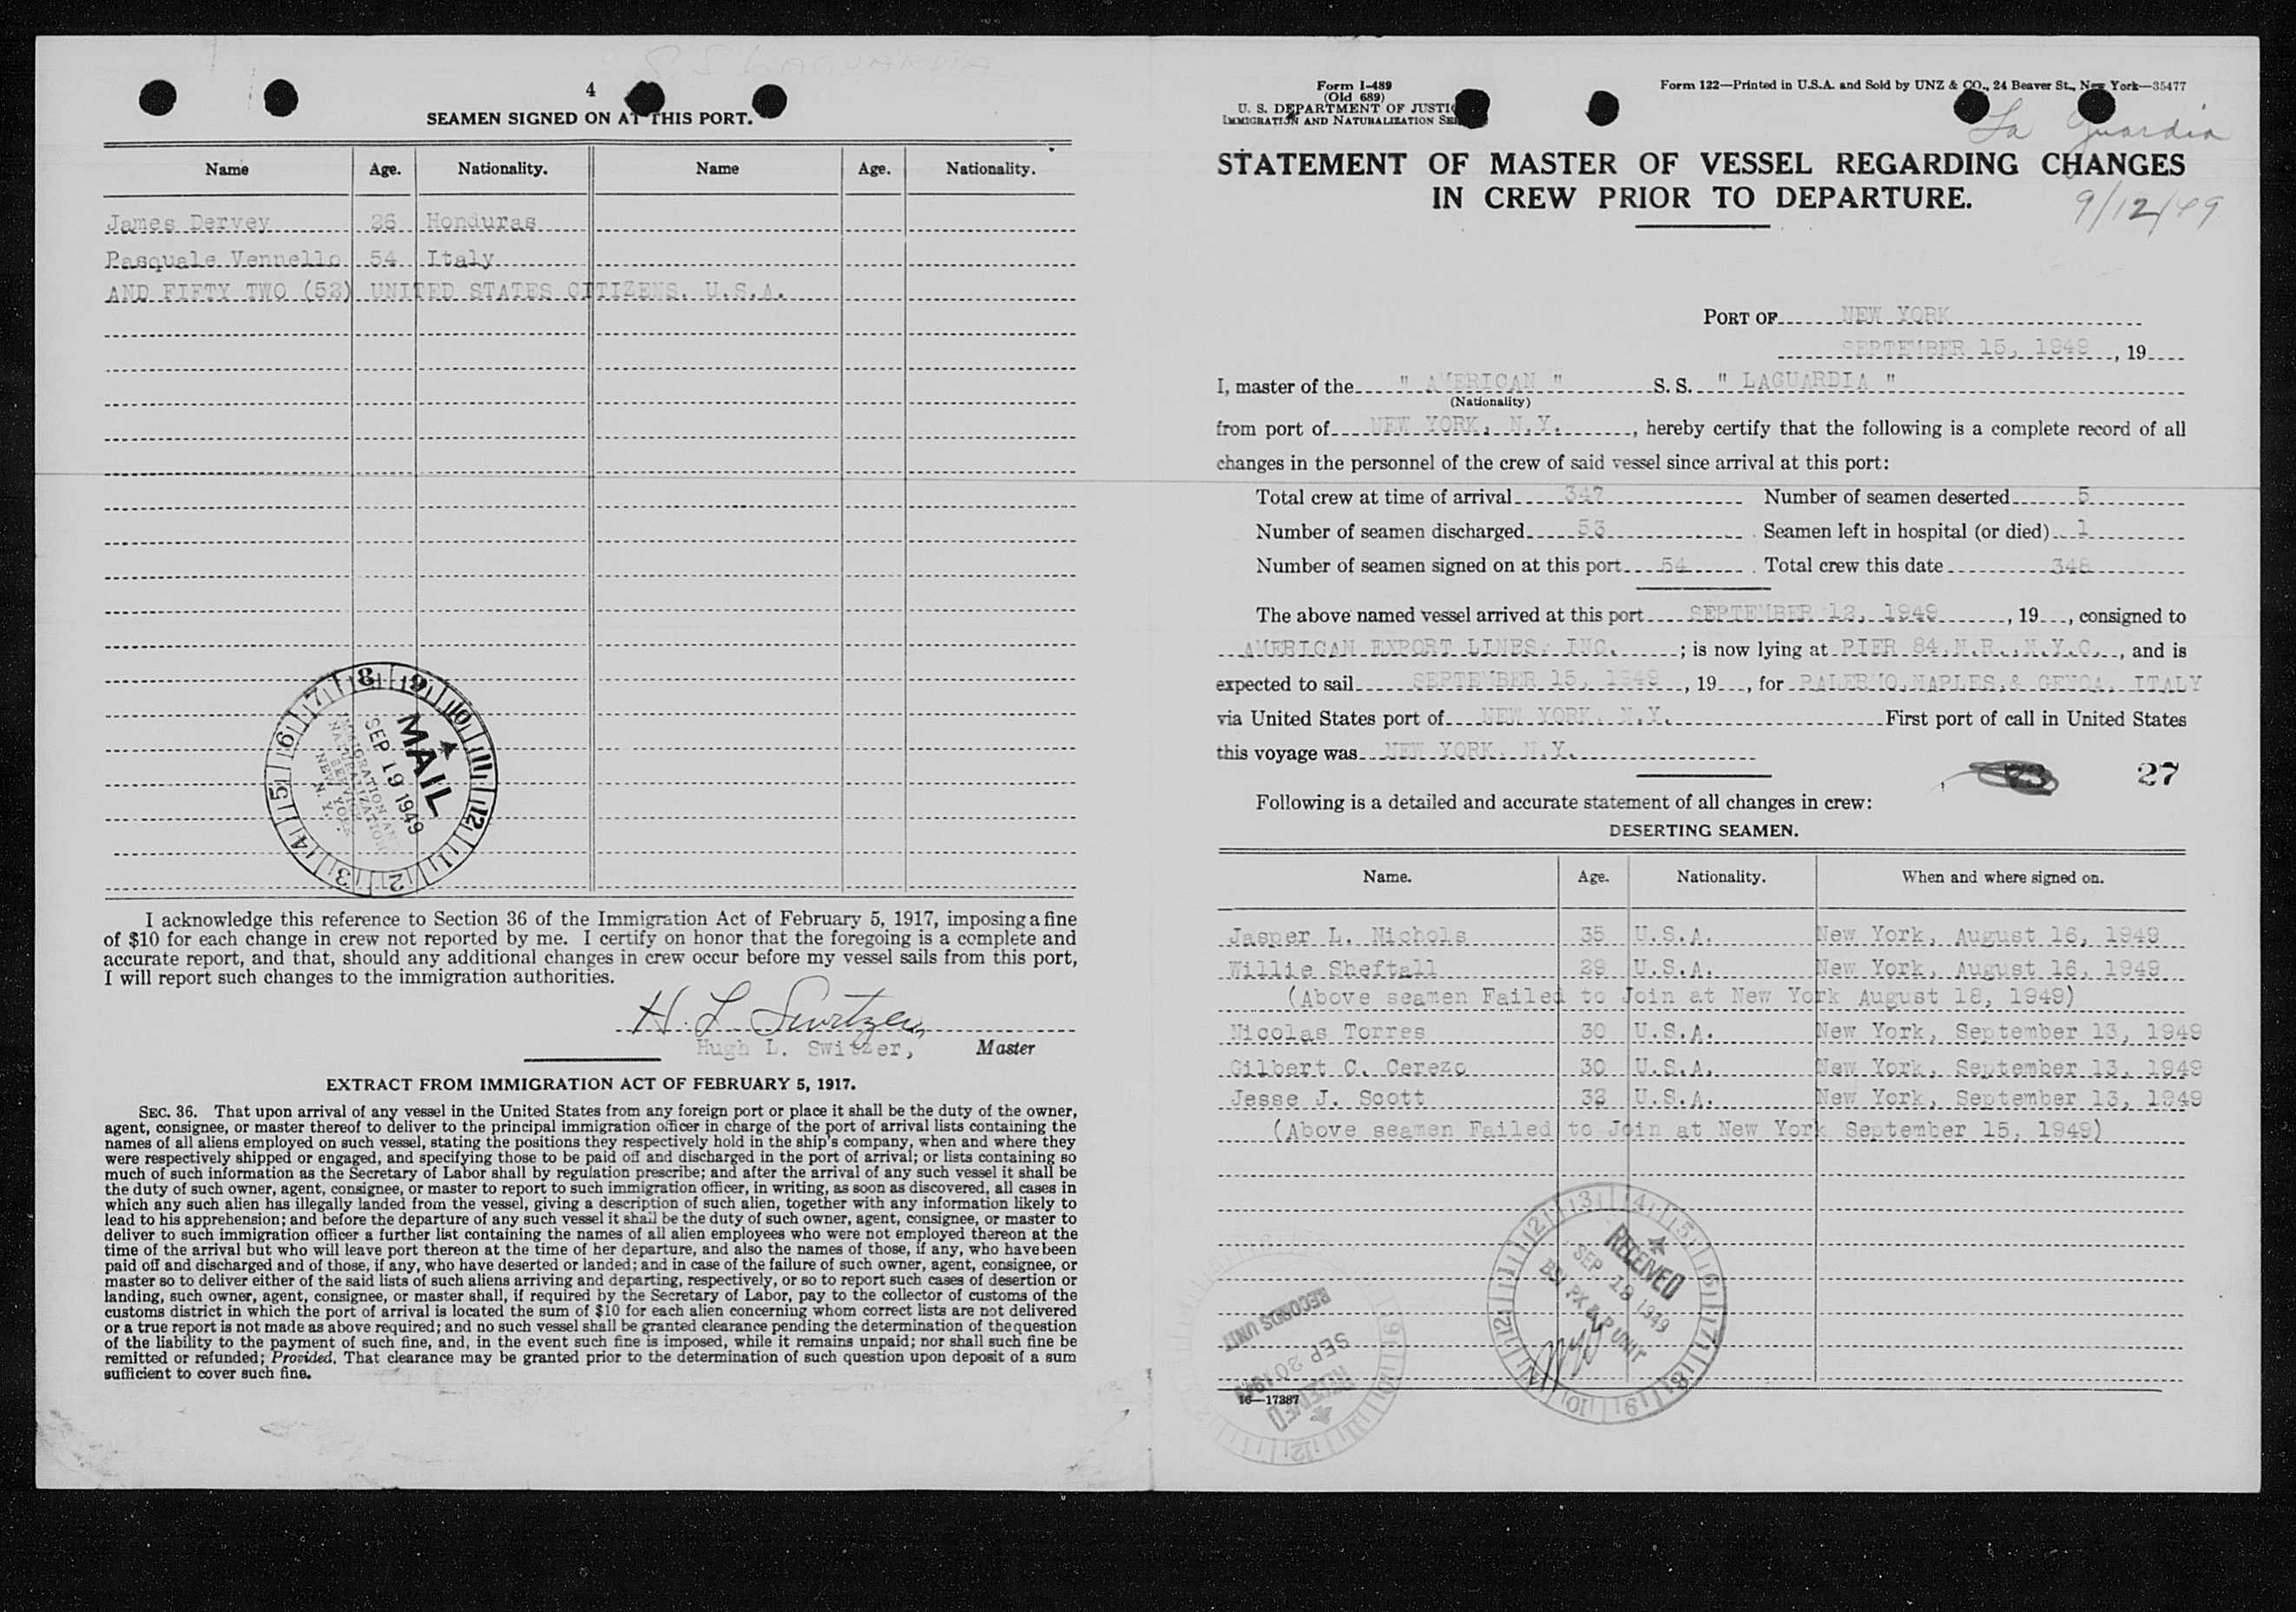 S S LAGUARDIA
4
SEAMEN SIGNED ON AT THIS PORT.
Name Age. Nationality. Name Age. Nationality.
James Dervey 26 Honduras
Pasquale Vennello 54 Italy
AND FIFTY TWO (52) UNITED STATES CITIZENS. U.S.A.
MAIL
SEP 19 1949
IMMIGRATION AND
NATURALIZATION
SERVICE
NEW YORK
N. Y.
I acknowledge this reference to Section 36 of the Immigration Act of February 5, 1917, imposing a fine
of $10 for each change in crew not reported by me. I certify on honor that the foregoing is a complete and
accurate report, and that, should any additional changes in crew occur before my vessel sails from this port,
I will report such changes to the immigration authorities.
H. L. Switzer,
Hugh L. Switzer, Master
EXTRACT FROM IMMIGRATION ACT OF FEBRUARY 5, 1917.
SEC. 36. That upon arrival of any vessel in the United States from any foreign port or place it shall be the duty of the owner,
agent, consignee, or master thereof to deliver to the principal immigration officer in charge of the port of arrival lists containing the
names of all aliens employed on such vessel, stating the positions they respectively hold in the ship's company, when and where they
were respectively shipped or engaged, and specifying those to be paid off and discharged in the port of arrival; or lists containing so
much of such information as the Secretary of Labor shall by regulation prescribe; and after the arrival of any such vessel it shall be
the duty of such owner, agent, consignee, or master to report to such immigration officer, in writing, as soon as discovered, all cases in
which any such alien has illegally landed from the vessel, giving a description of such alien, together with any information likely to
lead to his apprehension; and before the departure of any such vessel it shall be the duty of such owner, agent, consignee, or master to
deliver to such immigration officer a further list containing the names of all alien employees who were not employed thereon at the
time of the arrival but who will leave port thereon at the time of her departure, and also the names of those, if any, who have been
paid off and discharged and of those, if any, who have deserted or landed; and in case of the failure of such owner, agent, consignee, or
master so to deliver either of the said lists of such aliens arriving and departing, respectively, or so to report such cases of desertion or
landing, such owner, agent, consignee, or master shall, if required by the Secretary of Labor, pay to the collector of customs of the
customs district in which the port of arrival is located the sum of $10 for each alien concerning whom correct lists are not delivered
or a true report is not made as above required; and no such vessel shall be granted clearance pending the determination of the question
of the liability to the payment of such fine, and, in the event such fine is imposed, while it remains unpaid; nor shall such fine be
remitted or refunded; Provided, That clearance may be granted prior to the determination of such question upon deposit of a sum
sufficient to cover such fine.
Form I-489
(Old 689)
U. S. DEPARTMENT OF JUSTI
IMMIGRATION AND NATURALIZATION SE
Form 122—Printed in U.S.A. and Sold by UNZ & CO., 24 Beaver St., New York—35477
La Guardia
STATEMENT OF MASTER OF VESSEL REGARDING CHANGES
IN CREW PRIOR TO DEPARTURE.
9/12/49
PORT OF NEW YORK
SEPTEMBER 15, 1949, 19
I, master of the " AMERICAN " S. S. " LAGUARDIA "
(Nationality)
from port of NEW YORK, N.Y., hereby certify that the following is a complete record of all
changes in the personnel of the crew of said vessel since arrival at this port:
Total crew at time of arrival 347 Number of seamen deserted 5
Number of seamen discharged 53 Seamen left in hospital (or died) 1
Number of seamen signed on at this port 54 Total crew this date 348
The above named vessel arrived at this port SEPTEMBER 12, 1949, 19, consigned to
AMERICAN EXPORT LINES, INC.; is now lying at PIER 84,N.R.,N.Y.C., and is
expected to sail SEPTEMBER 15, 1949, 19, for PALERMO,NAPLES,& GENOA, ITALY
via United States port of NEW YORK, N.Y. First port of call in United States
this voyage was NEW YORK, N.Y.
27
Following is a detailed and accurate statement of all changes in crew:
DESERTING SEAMEN.
Name. Age. Nationality. When and where signed on.
Jasper L. Nichols 35 U.S.A. New York, August 16, 1949
Willie Sheftall 29 U.S.A. New York, August 16, 1949
(Above seamen Failed to Join at New York August 18, 1949)
Nicolas Torres 30 U.S.A. New York, September 13, 1949
Gilbert C. Cerezo 30 U.S.A. New York, September 13, 1949
Jesse J. Scott 32 U.S.A. New York, September 13, 1949
(Above seamen Failed to Join at New York September 15, 1949)
RECEIVED
SEP 19 1949
BSI PX & P UNIT
RECORDS UNIT
SEP 20 1949
RECEIVED
16—17287